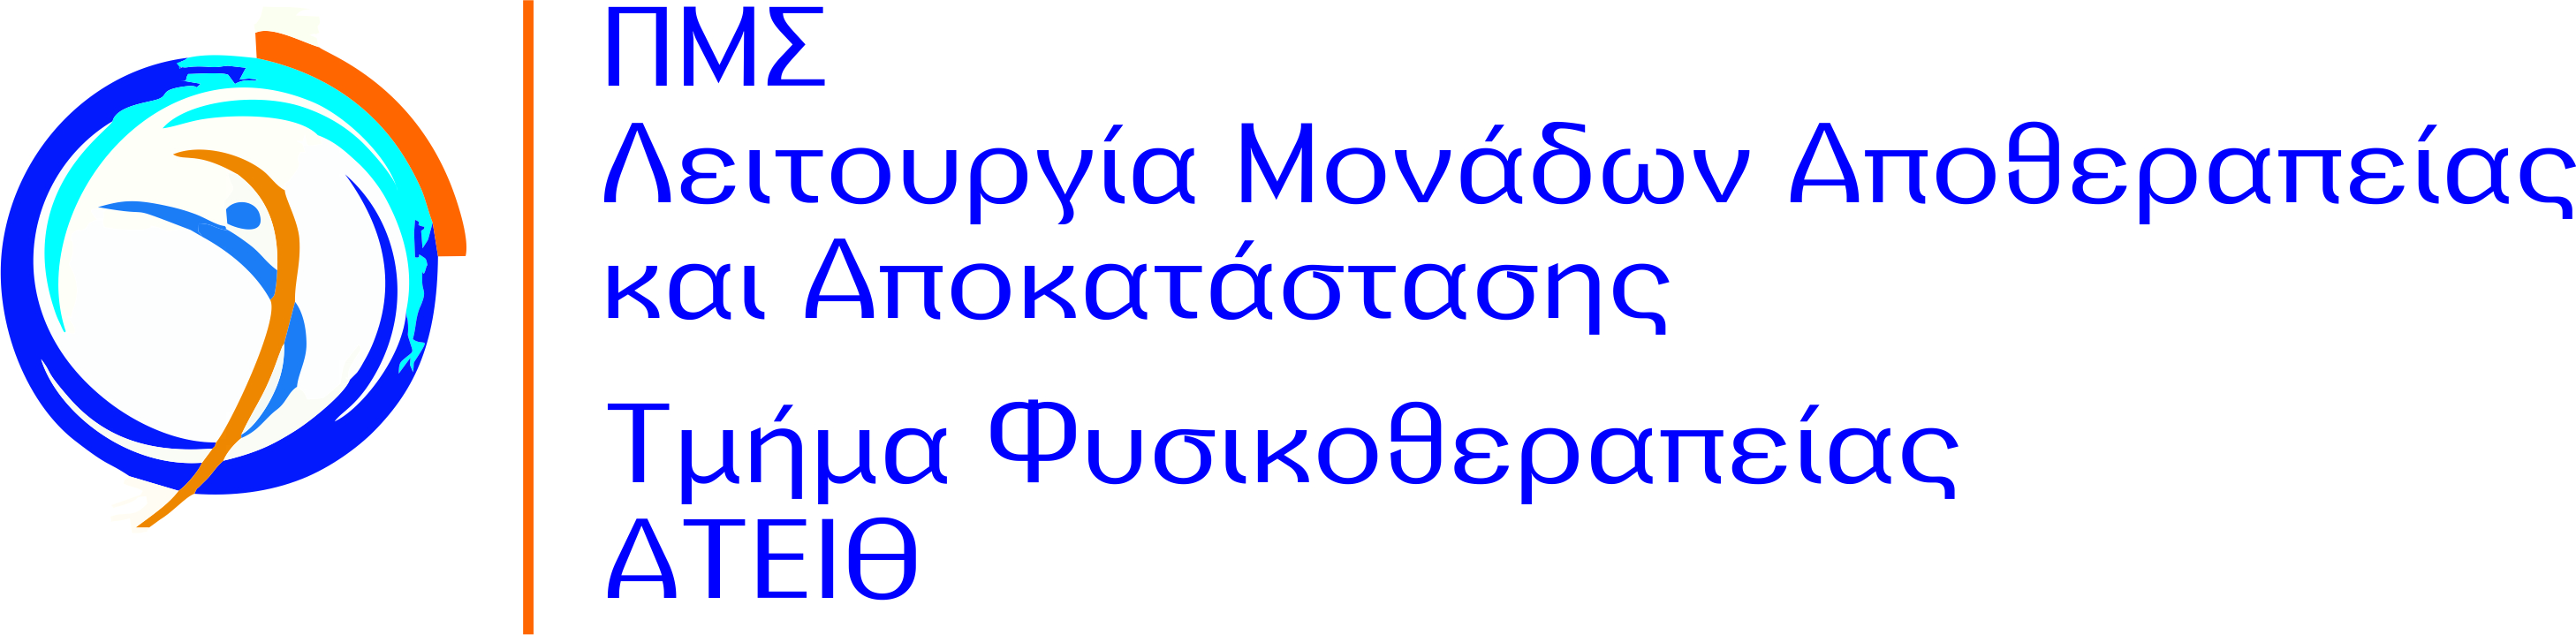 ΠΜΣ
Λειτουργία Μονάδων Αποθεραπείας
και Αποκατάστασης
Τμήμα Φυσικοθεραπείας
ΑΤΕΙΘ